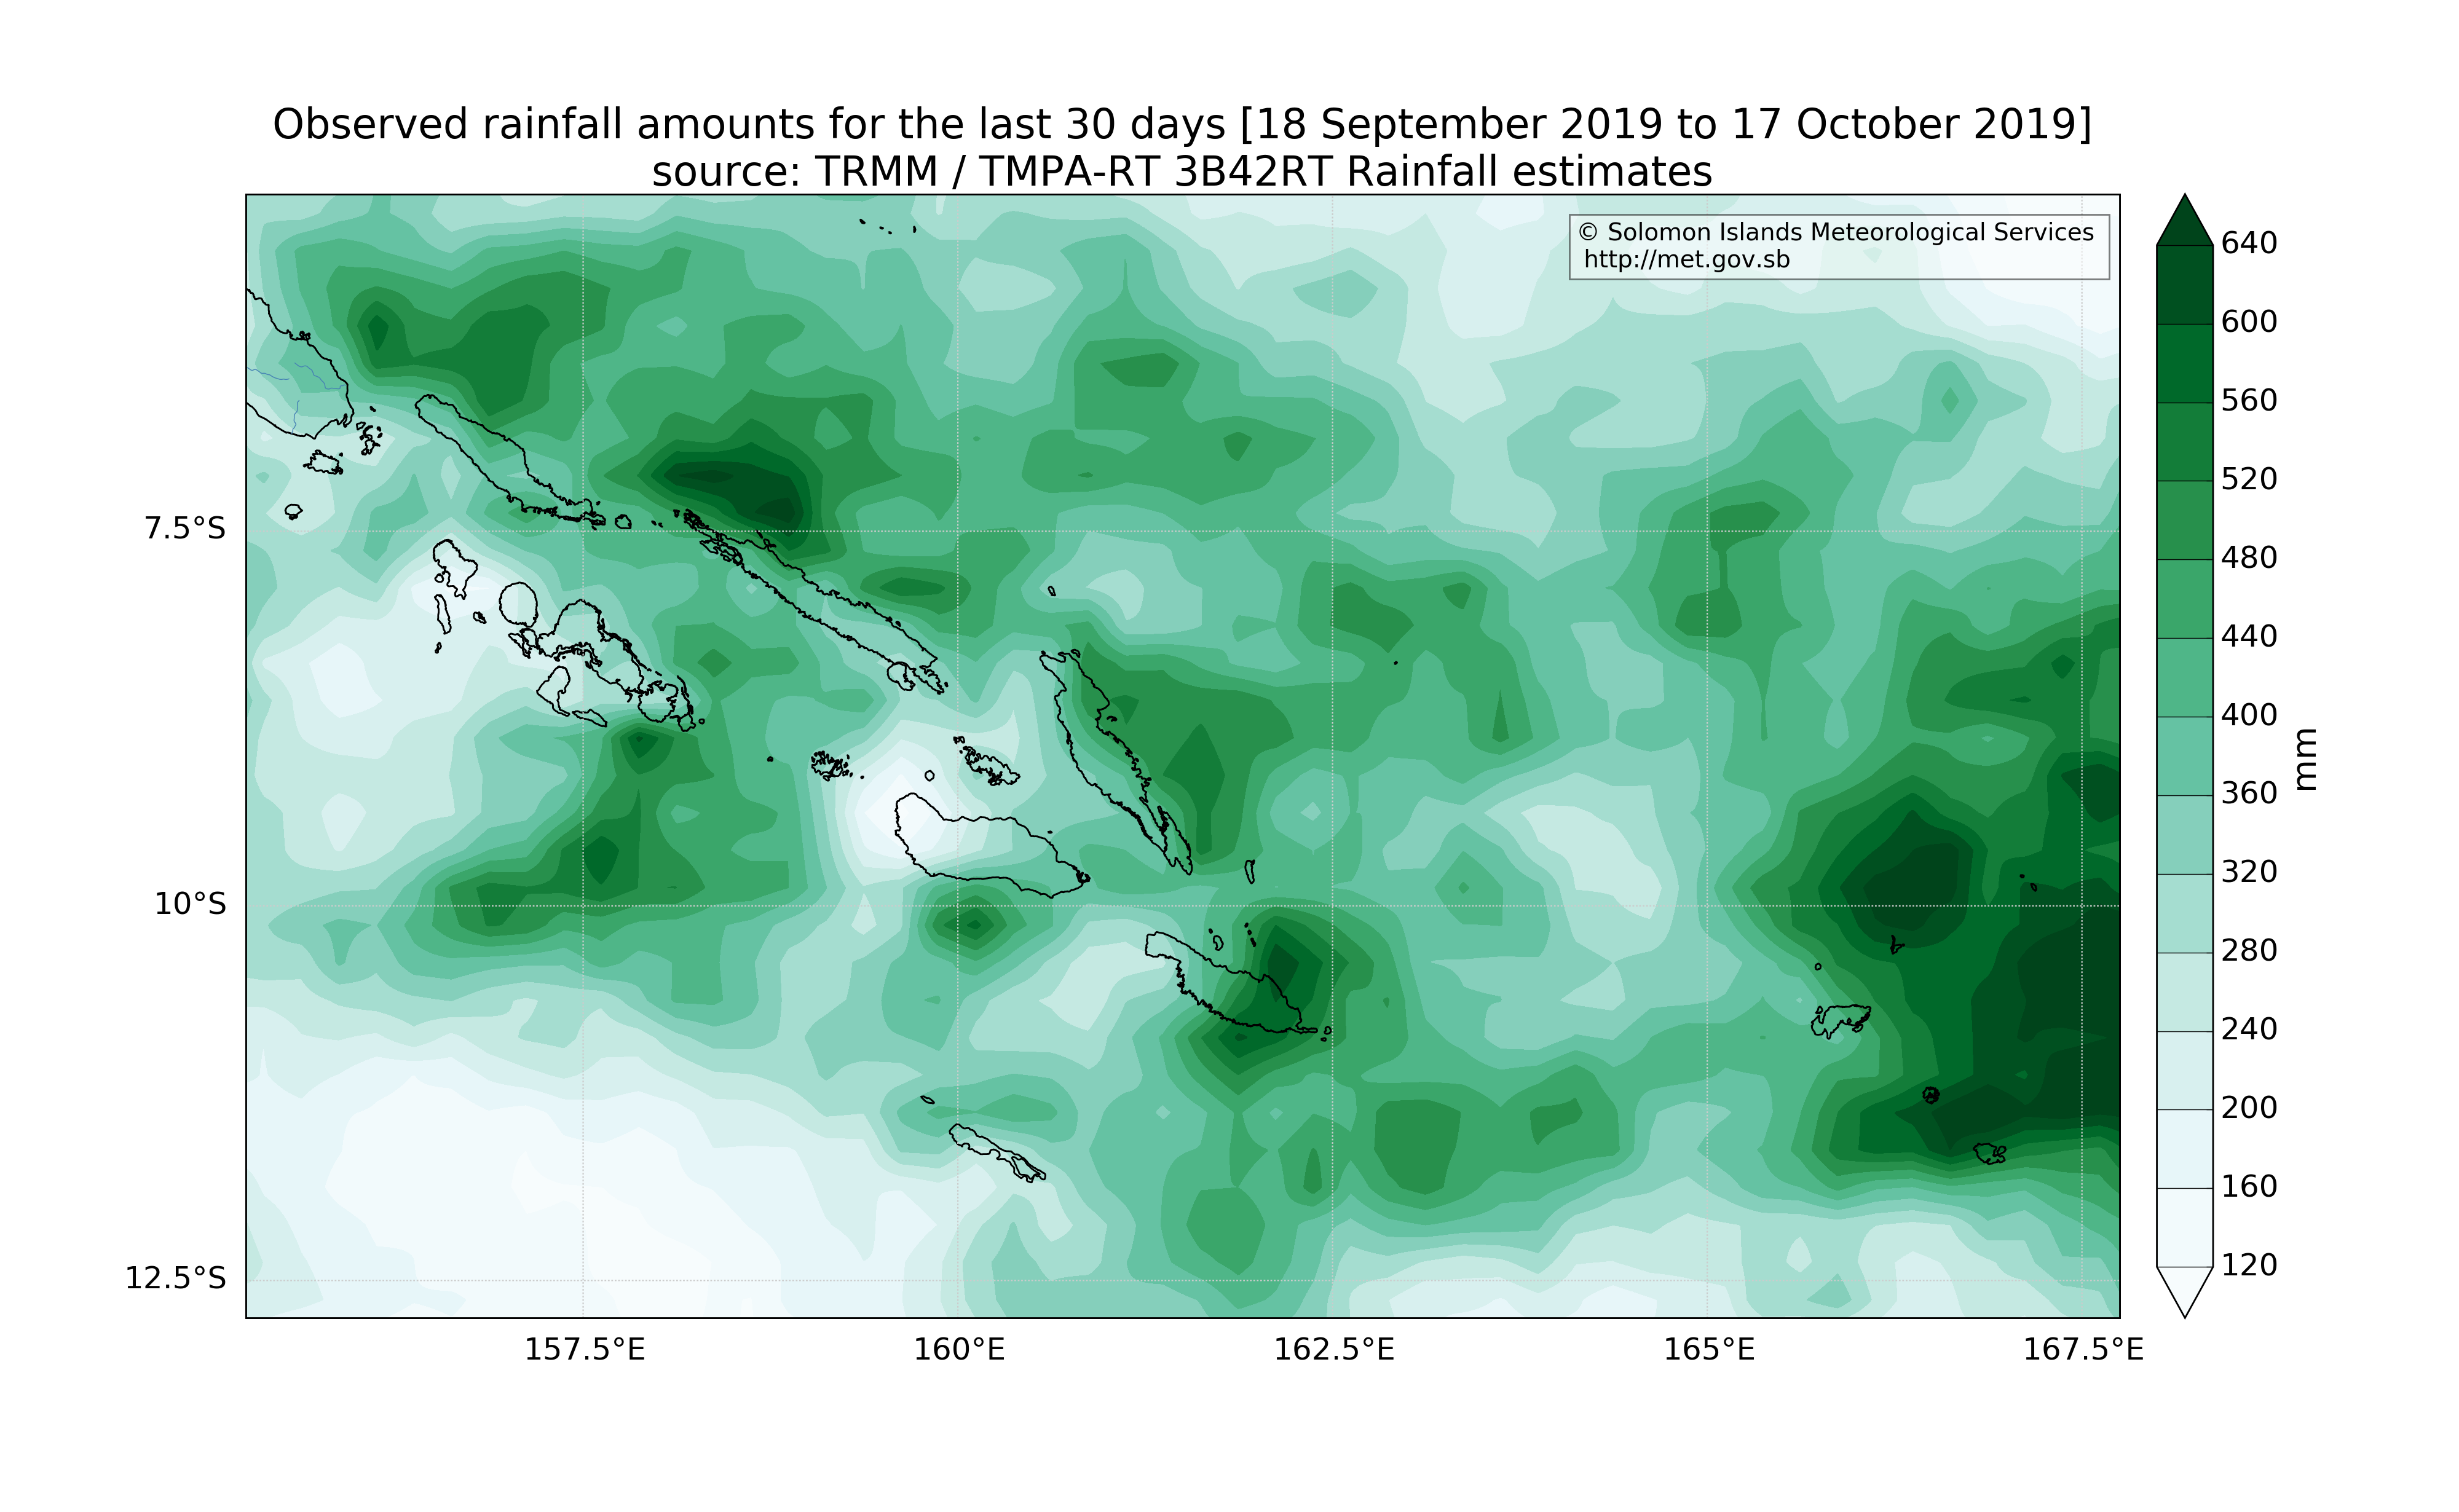 Observed rainfall amounts for the last 30 days [18 September 2019 to 17 October 2019]
source: TRMM / TMPA-RT 3B42RT Rainfall estimates
© Solomon Islands Meteorological Services
http://met.gov.sb
7.5°S
10°S
12.5°S
157.5°E
160°E
162.5°E
165°E
167.5°E
640
600
560
520
480
440
400
360
320
280
240
200
160
120
mm